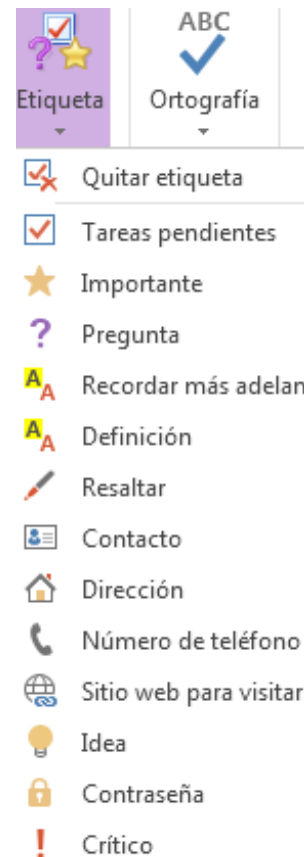 ABC
Etiqueta
Ortografía
Quitar etiqueta
Tareas pendientes
Importante
Pregunta
Recordar más adelan
Definición
Resaltar
Contacto
Dirección
Número de teléfono
Sitio web para visitar
Idea
Contraseña
Crítico